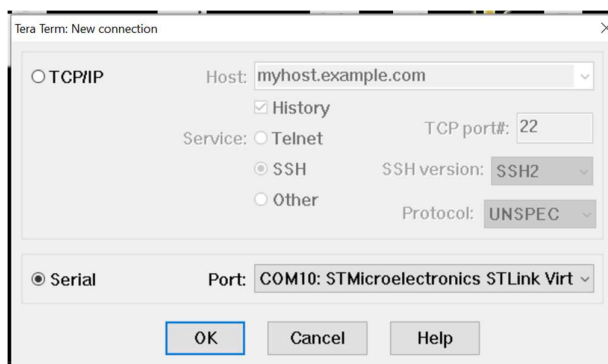 Tera Term: New connection
TCP/IP
Host: myhost.example.com
History
Service: Telnet
TCP port#: 22
SSH
SSH version: SSH2
Other
Protocol: UNSPEC
Serial
Port: COM10: STMicroelectronics STLink Virt
OK Cancel Help